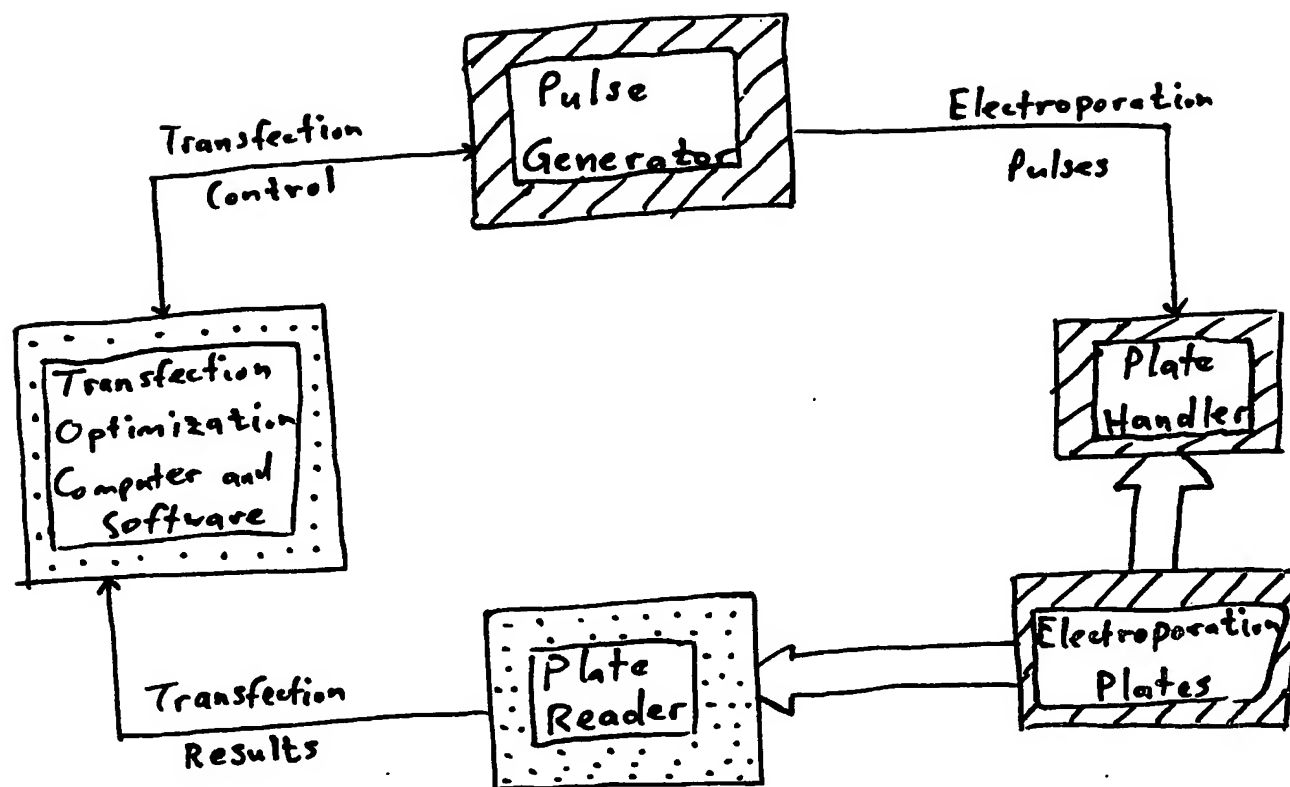 Pulse
Generator
Electroporation
Pulses
Transfection
Control
Transfection
Optimization
Computer and
Software
Plate
Handler
Electroporation
Plates
Plate
Reader
Transfection
Results